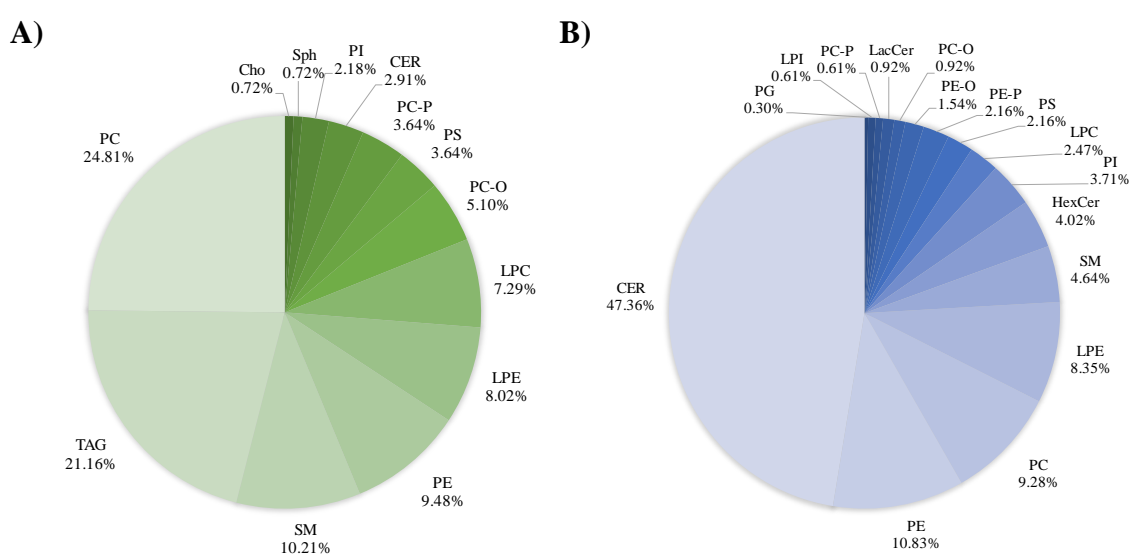 A)
Cho
0.72%
Sph
0.72%
PI
2.18%
CER
2.91%
PC-P
3.64%
PS
3.64%
PC-O
5.10%
LPC
7.29%
LPE
8.02%
PE
9.48%
SM
10.21%
TAG
21.16%
PC
24.81%
B)
PG
0.30%
LPI
0.61%
PC-P
0.61%
LacCer
0.92%
PC-O
0.92%
PE-O
1.54%
PE-P
2.16%
PS
2.16%
LPC
2.47%
PI
3.71%
HexCer
4.02%
SM
4.64%
LPE
8.35%
PC
9.28%
PE
10.83%
CER
47.36%